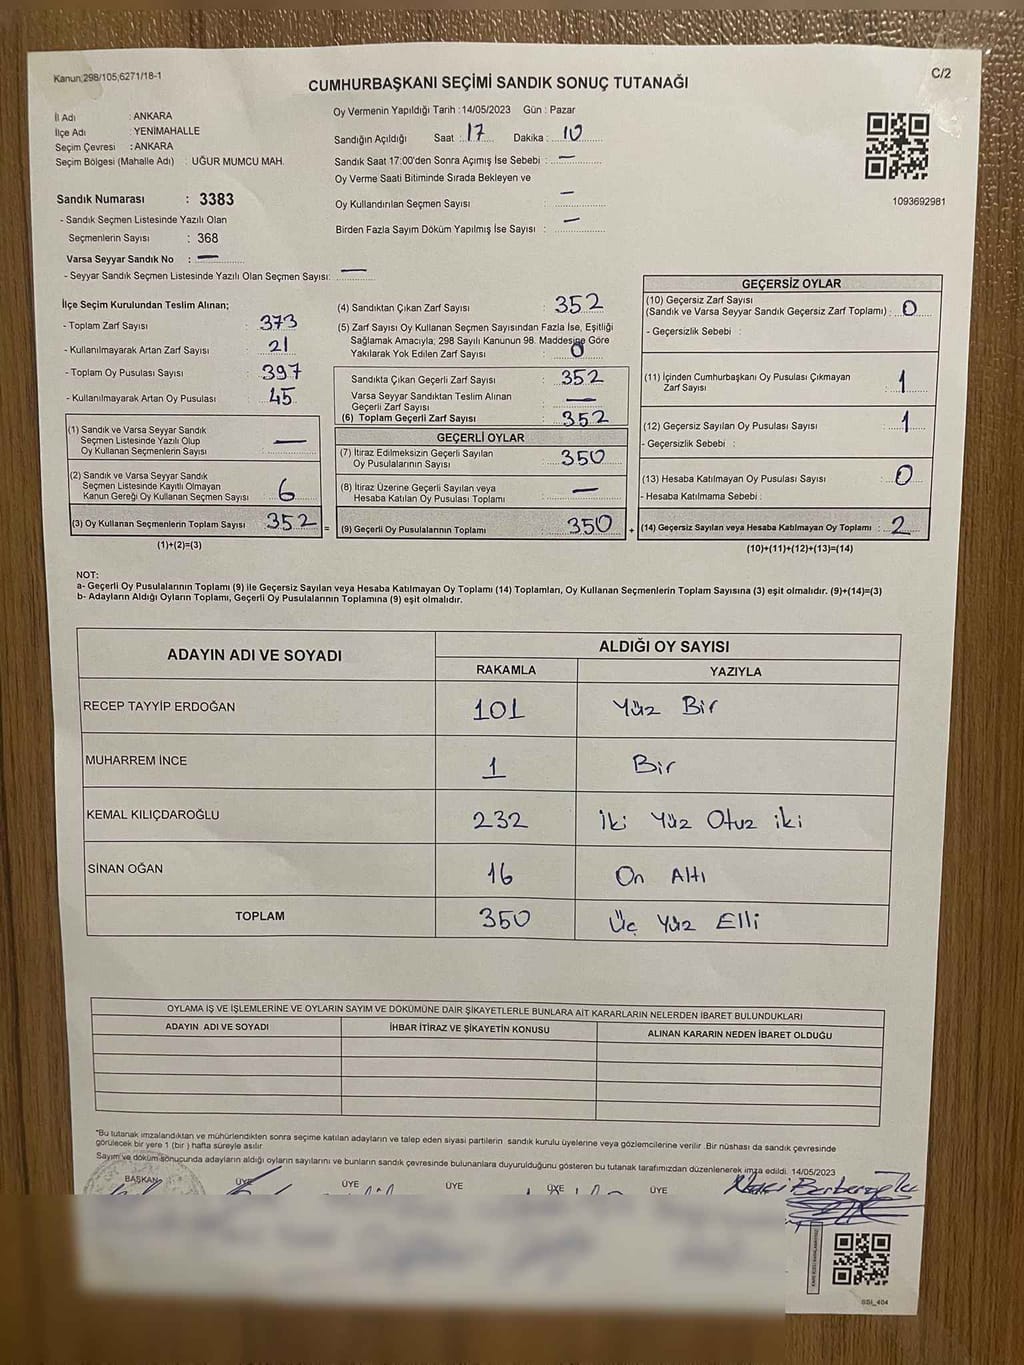 Kanun;298/105;6271/18-1
C/2
CUMHURBAŞKANI SEÇİMİ SANDIK SONUÇ TUTANAĞI
İl Adı : ANKARA
İlçe Adı : YENİMAHALLE
Seçim Çevresi : ANKARA
Seçim Bölgesi (Mahalle Adı) : UĞUR MUMCU MAH.
Oy Vermenin Yapıldığı Tarih : 14/05/2023 Gün : Pazar
Sandığın Açıldığı Saat : 17 Dakika : 10
Sandık Saat 17:00'den Sonra Açımış İse Sebebi : —
Oy Verme Saati Bitiminde Sırada Bekleyen ve
Oy Kullandırılan Seçmen Sayısı : —
Birden Fazla Sayım Döküm Yapılmış İse Sayısı : —
1093692981
Sandık Numarası : 3383
- Sandık Seçmen Listesinde Yazılı Olan
Seçmenlerin Sayısı : 368
Varsa Seyyar Sandık No : —
- Seyyar Sandık Seçmen Listesinde Yazılı Olan Seçmen Sayısı: —
İlçe Seçim Kurulundan Teslim Alınan;
- Toplam Zarf Sayısı : 373
- Kullanılmayarak Artan Zarf Sayısı : 21
- Toplam Oy Pusulası Sayısı : 397
- Kullanılmayarak Artan Oy Pusulası : 45
(1) Sandık ve Varsa Seyyar Sandık
Seçmen Listesinde Yazılı Olup
Oy Kullanan Seçmenlerin Sayısı : —
(2) Sandık ve Varsa Seyyar Sandık
Seçmen Listesinde Kayıtlı Olmayan
Kanun Gereği Oy Kullanan Seçmen Sayısı : 6
(3) Oy Kullanan Seçmenlerin Toplam Sayısı : 352 =
(1)+(2)=(3)
(4) Sandıktan Çıkan Zarf Sayısı : 352
(5) Zarf Sayısı Oy Kullanan Seçmen Sayısından Fazla İse, Eşitliği
Sağlamak Amacıyla; 298 Sayılı Kanunun 98. Maddesine Göre
Yakılarak Yok Edilen Zarf Sayısı : 0
Sandıkta Çıkan Geçerli Zarf Sayısı : 352
Varsa Seyyar Sandıktan Teslim Alınan
Geçerli Zarf Sayısı : —
(6) Toplam Geçerli Zarf Sayısı : 352
GEÇERLİ OYLAR
(7) İtiraz Edilmeksizin Geçerli Sayılan
Oy Pusulalarının Sayısı : 350
(8) İtiraz Üzerine Geçerli Sayılan veya
Hesaba Katılan Oy Pusulası Toplamı : —
(9) Geçerli Oy Pusulalarının Toplamı : 350 +
GEÇERSİZ OYLAR
(10) Geçersiz Zarf Sayısı
(Sandık ve Varsa Seyyar Sandık Geçersiz Zarf Toplamı) : 0
- Geçersizlik Sebebi :
(11) İçinden Cumhurbaşkanı Oy Pusulası Çıkmayan
Zarf Sayısı : 1
(12) Geçersiz Sayılan Oy Pusulası Sayısı : 1
- Geçersizlik Sebebi :
(13) Hesaba Katılmayan Oy Pusulası Sayısı : 0
- Hesaba Katılmama Sebebi :
(14) Geçersiz Sayılan veya Hesaba Katılmayan Oy Toplamı : 2
(10)+(11)+(12)+(13)=(14)
NOT:
a- Geçerli Oy Pusulalarının Toplamı (9) ile Geçersiz Sayılan veya Hesaba Katılmayan Oy Toplamı (14) Toplamları, Oy Kullanan Seçmenlerin Toplam Sayısına (3) eşit olmalıdır. (9)+(14)=(3)
b- Adayların Aldığı Oyların Toplamı, Geçerli Oy Pusulalarının Toplamına (9) eşit olmalıdır.
ADAYIN ADI VE SOYADI
ALDIĞI OY SAYISI
RAKAMLA YAZIYLA
RECEP TAYYİP ERDOĞAN 101 Yüz Bir
MUHARREM İNCE 1 Bir
KEMAL KILIÇDAROĞLU 232 İki Yüz Otuz iki
SİNAN OĞAN 16 On Altı
TOPLAM 350 Üç Yüz Elli
OYLAMA İŞ VE İŞLEMLERİNE VE OYLARIN SAYIM VE DÖKÜMÜNE DAİR ŞİKAYETLERLE BUNLARA AİT KARARLARIN NELERDEN İBARET BULUNDUKLARI
ADAYIN ADI VE SOYADI İHBAR İTİRAZ VE ŞİKAYETİN KONUSU ALINAN KARARIN NEDEN İBARET OLDUĞU
"Bu tutanak imzalandıktan ve mühürlendikten sonra seçime katılan adayların ve talep eden siyasi partilerin sandık kurulu üyelerine veya gözlemcilerine verilir. Bir nüshası da sandık çevresinde
görülecek bir yere 1 (bir ) hafta süreyle asılır.
Sayım ve döküm sonucunda adayların aldığı oyların sayılarını ve bunların sandık çevresinde bulunanlara duyurulduğunu gösteren bu tutanak tarafımızdan düzenlenerek imza edildi. 14/05/2023
BAŞKAN ÜYE ÜYE ÜYE ÜYE ÜYE
SSI_404